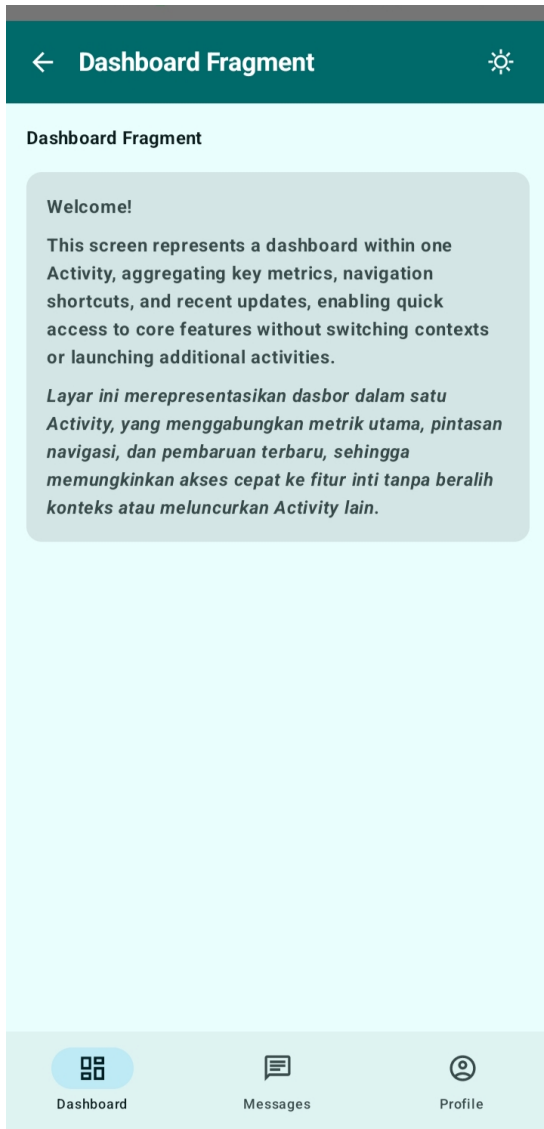 Dashboard Fragment
Dashboard Fragment
Welcome!
This screen represents a dashboard within one
Activity, aggregating key metrics, navigation
shortcuts, and recent updates, enabling quick
access to core features without switching contexts
or launching additional activities.
Layar ini merepresentasikan dasbor dalam satu
Activity, yang menggabungkan metrik utama, pintasan
navigasi, dan pembaruan terbaru, sehingga
memungkinkan akses cepat ke fitur inti tanpa beralih
konteks atau meluncurkan Activity lain.
Dashboard
Messages
Profile